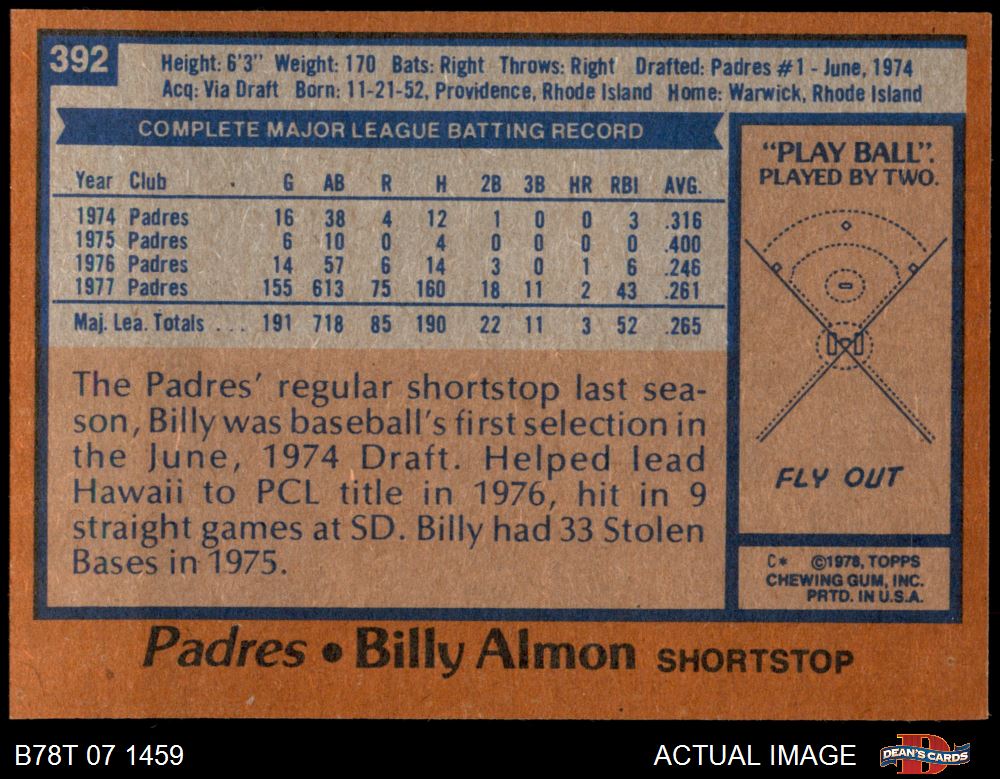 392
Height: 6'3" Weight: 170 Bats: Right Throws: Right Drafted: Padres #1 - June, 1974
Acq: Via Draft Born: 11-21-52, Providence, Rhode Island Home: Warwick, Rhode Island
COMPLETE MAJOR LEAGUE BATTING RECORD
Year Club G AB R H 2B 3B HR RBI AVG.
1974 Padres 16 38 4 12 1 0 0 3 .316
1975 Padres 6 10 0 4 0 0 0 0 .400
1976 Padres 14 57 6 14 3 0 1 6 .246
1977 Padres 155 613 75 160 18 11 2 43 .261
Maj. Lea. Totals ... 191 718 85 190 22 11 3 52 .265
The Padres' regular shortstop last sea-
son, Billy was baseball's first selection in
the June, 1974 Draft. Helped lead
Hawaii to PCL title in 1976, hit in 9
straight games at SD. Billy had 33 Stolen
Bases in 1975.
"PLAY BALL".
PLAYED BY TWO.
FLY OUT
C* ©1978, TOPPS
CHEWING GUM, INC.
PRTD. IN U.S.A.
Padres • Billy Almon SHORTSTOP
B78T 07 1459
ACTUAL IMAGE
D
DEAN'S CARDS